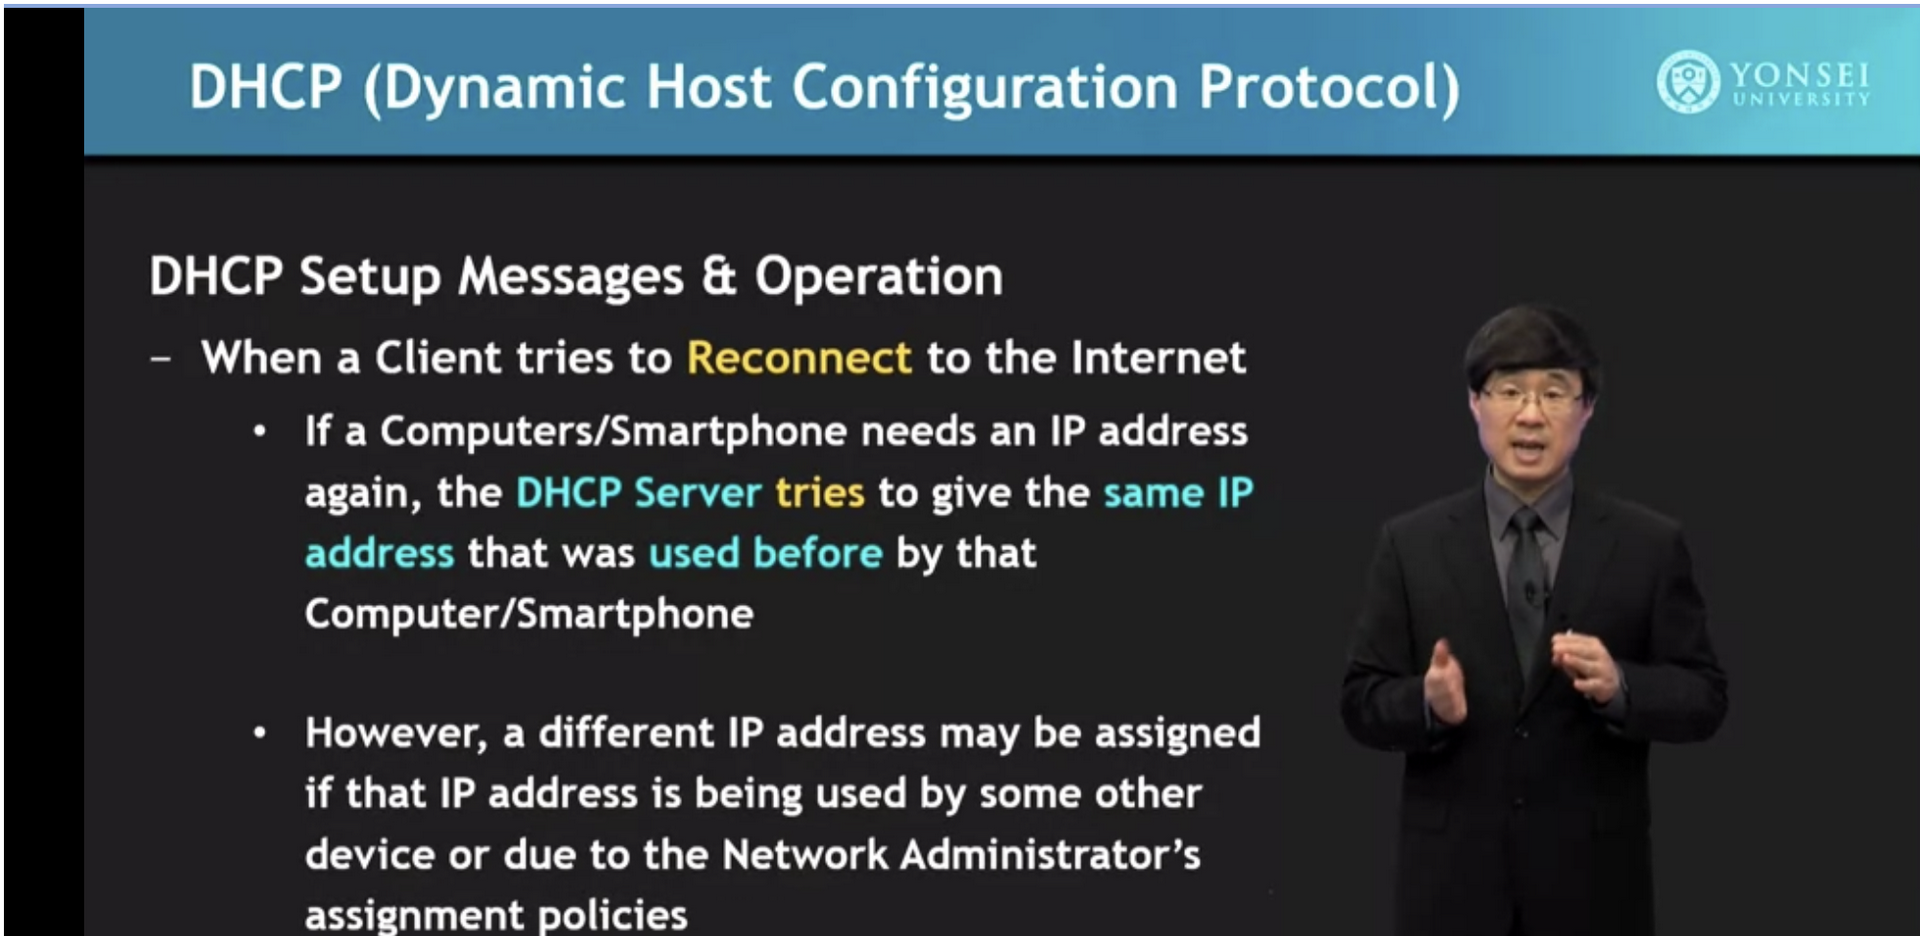 DHCP (Dynamic Host Configuration Protocol)
YONSEI
UNIVERSITY
DHCP Setup Messages & Operation
– When a Client tries to Reconnect to the Internet
• If a Computers/Smartphone needs an IP address
again, the DHCP Server tries to give the same IP
address that was used before by that
Computer/Smartphone
• However, a different IP address may be assigned
if that IP address is being used by some other
device or due to the Network Administrator's
assignment policies